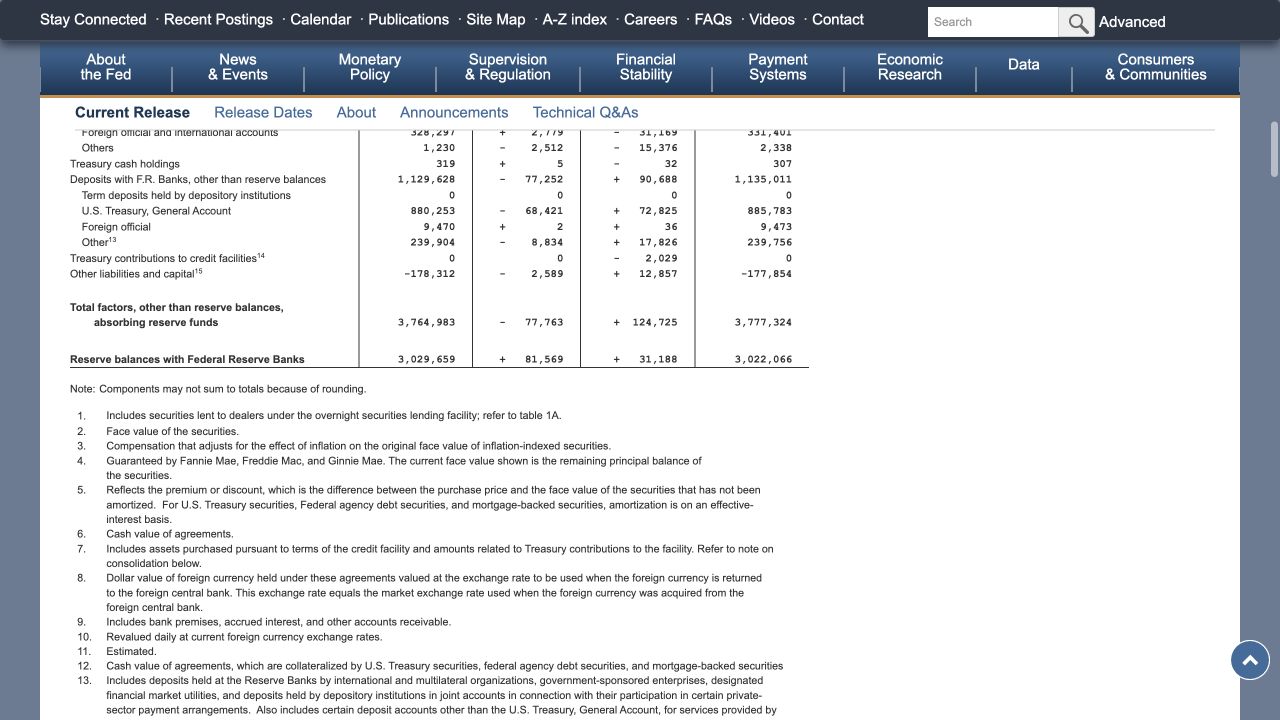 Stay Connected · Recent Postings · Calendar · Publications · Site Map · A-Z index · Careers · FAQs · Videos · Contact Search Advanced
About the Fed
News & Events
Monetary Policy
Supervision & Regulation
Financial Stability
Payment Systems
Economic Research
Data
Consumers & Communities
Current Release Release Dates About Announcements Technical Q&As
Foreign official and international accounts 328,297 + 2,779 - 31,169 331,401
Others 1,230 - 2,512 - 15,376 2,338
Treasury cash holdings 319 + 5 - 32 307
Deposits with F.R. Banks, other than reserve balances 1,129,628 - 77,252 + 90,688 1,135,011
Term deposits held by depository institutions 0 0 0 0
U.S. Treasury, General Account 880,253 - 68,421 + 72,825 885,783
Foreign official 9,470 + 2 + 36 9,473
Other13 239,904 - 8,834 + 17,826 239,756
Treasury contributions to credit facilities14 0 0 - 2,029 0
Other liabilities and capital15 -178,312 - 2,589 + 12,857 -177,854
Total factors, other than reserve balances,
absorbing reserve funds 3,764,983 - 77,763 + 124,725 3,777,324
Reserve balances with Federal Reserve Banks 3,029,659 + 81,569 + 31,188 3,022,066
Note: Components may not sum to totals because of rounding.
1. Includes securities lent to dealers under the overnight securities lending facility; refer to table 1A.
2. Face value of the securities.
3. Compensation that adjusts for the effect of inflation on the original face value of inflation-indexed securities.
4. Guaranteed by Fannie Mae, Freddie Mac, and Ginnie Mae. The current face value shown is the remaining principal balance of
the securities.
5. Reflects the premium or discount, which is the difference between the purchase price and the face value of the securities that has not been
amortized. For U.S. Treasury securities, Federal agency debt securities, and mortgage-backed securities, amortization is on an effective-
interest basis.
6. Cash value of agreements.
7. Includes assets purchased pursuant to terms of the credit facility and amounts related to Treasury contributions to the facility. Refer to note on
consolidation below.
8. Dollar value of foreign currency held under these agreements valued at the exchange rate to be used when the foreign currency is returned
to the foreign central bank. This exchange rate equals the market exchange rate used when the foreign currency was acquired from the
foreign central bank.
9. Includes bank premises, accrued interest, and other accounts receivable.
10. Revalued daily at current foreign currency exchange rates.
11. Estimated.
12. Cash value of agreements, which are collateralized by U.S. Treasury securities, federal agency debt securities, and mortgage-backed securities
13. Includes deposits held at the Reserve Banks by international and multilateral organizations, government-sponsored enterprises, designated
financial market utilities, and deposits held by depository institutions in joint accounts in connection with their participation in certain private-
sector payment arrangements. Also includes certain deposit accounts other than the U.S. Treasury, General Account, for services provided by